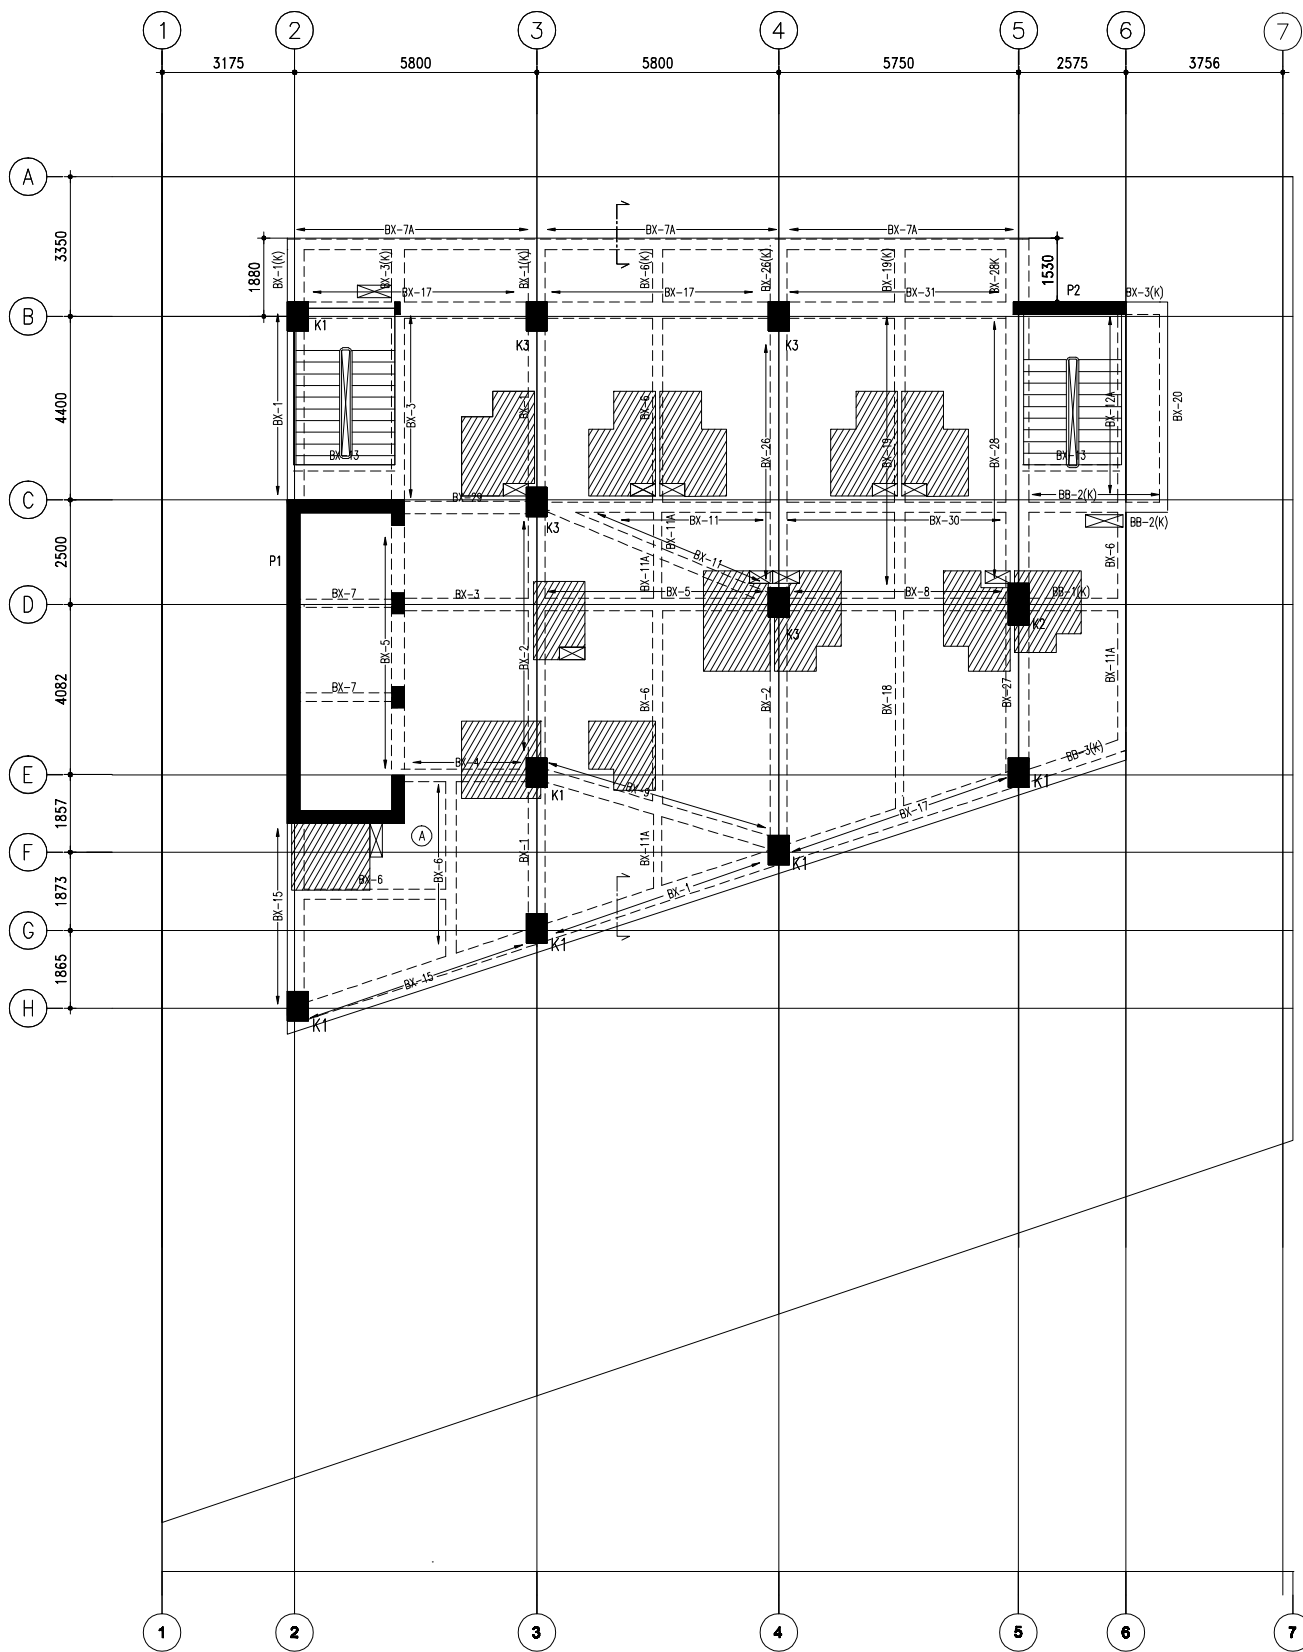 1 2 3 4 5 6 7
3175 5800 5800 5750 2575 3756
A
3350
BX-7A BX-7A BX-7A
BX-1(K) 1880 BX-3(K) BX-1(K) BX-6(K) BX-26(K) BX-19(K) BX-28K 1530
BX-17 BX-17 BX-31 P2 BX-3(K)
B
K1 K3 K3
4400
BX-1 BX-3 BX-1 BX-6 BX-26 BX-19 BX-28 BX-12A BX-20
BX-13 BX-13
C
BX-29 BB-2(K)
K3 BX-11A BX-11 BX-30 BB-2(K)
2500
P1 BX-11 BX-11A BX-6
D
BX-7 BX-3 BX-5 BX-8 BB-1(K)
K3 K2
4082
BX-5 BX-2 BX-11A
BX-7 BX-6 BX-2 BX-18 BX-27
BB-3(K)
E
BX-4 BX-9 K1 K1
1857
BX-17
A
BX-6 BX-1 BX-11A
F
K1
1873
BX-6 BX-1
BX-15
G
K1
1865
BX-15
H
K1
1 2 3 4 5 6 7